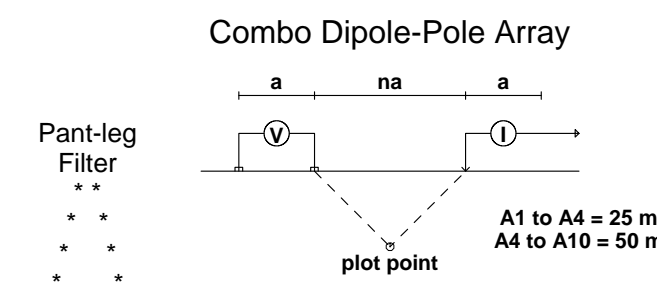 Combo Dipole-Pole Array
a na a
V I
Pant-leg
Filter
* *
* *
* *
* *
A1 to A4 = 25 m
A4 to A10 = 50 m
plot point